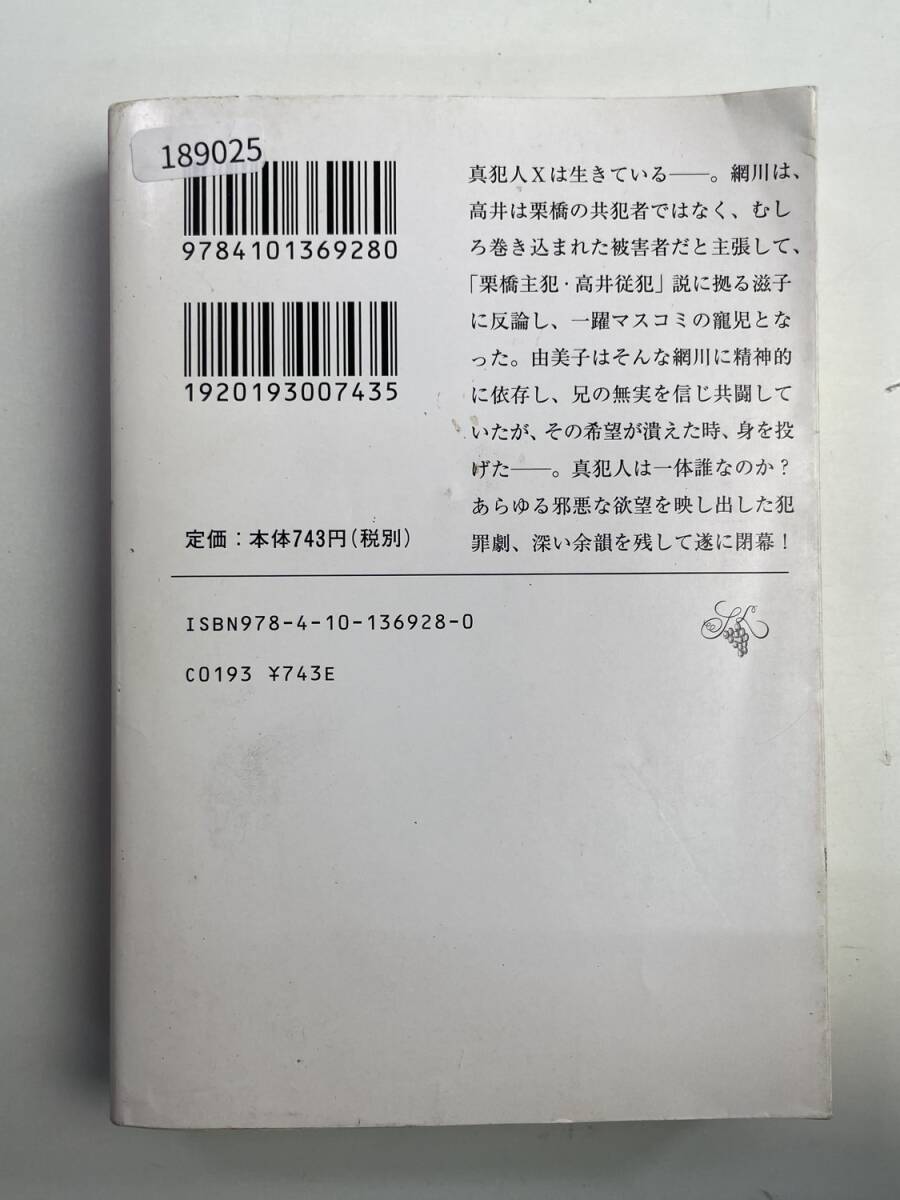 189025
9784101369280
1920193007435
定価：本体743円（税別）
真犯人Xは生きている――。網川は、
高井は栗橋の共犯者ではなく、むし
ろ巻き込まれた被害者だと主張して、
「栗橋主犯・高井従犯」説に拠る滋子
に反論し、一躍マスコミの寵児とな
った。由美子はそんな網川に精神的
に依存し、兄の無実を信じ共闘して
いたが、その希望が潰えた時、身を投
げた――。真犯人は一体誰なのか？
あらゆる邪悪な欲望を映し出した犯
罪劇、深い余韻を残して遂に閉幕！
ISBN978-4-10-136928-0
C0193 ¥743E
SK